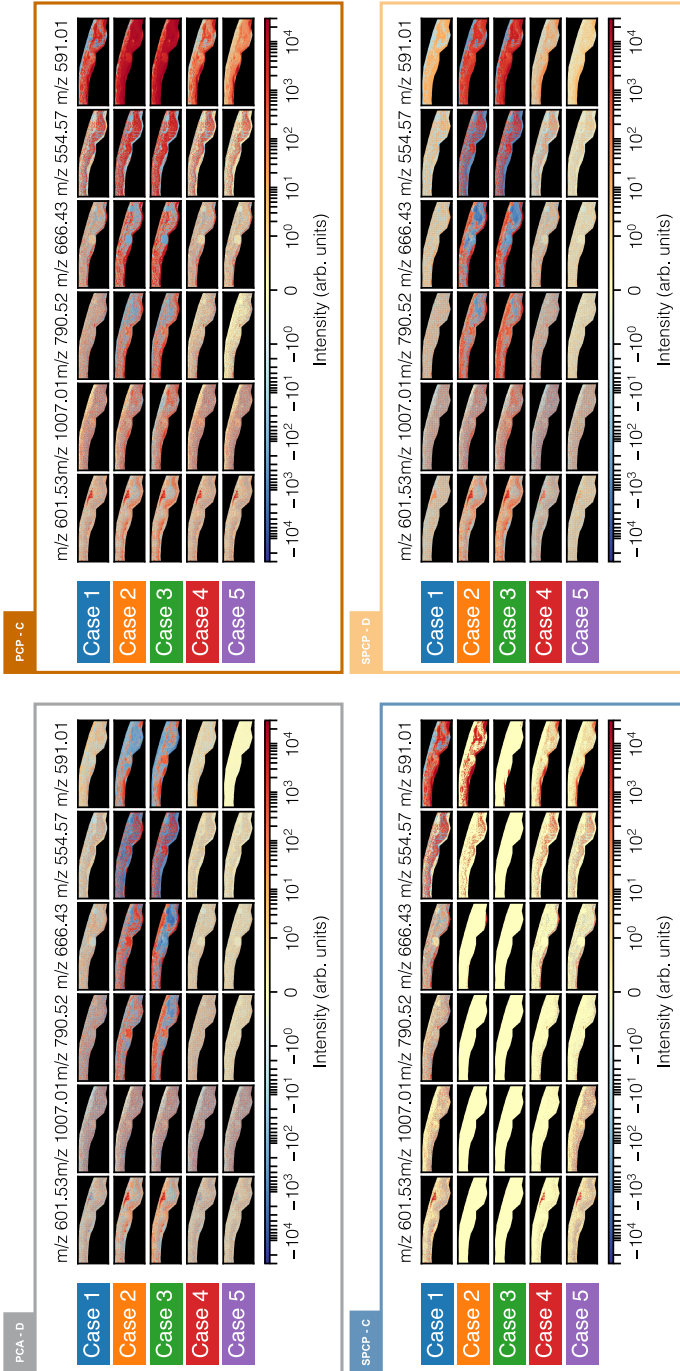 PCA - D
m/z 601.53 m/z 1007.01 m/z 790.52 m/z 666.43 m/z 554.57 m/z 591.01
Case 1
Case 2
Case 3
Case 4
Case 5
−10⁴ −10³ −10² −10¹ −10⁰ 0 10⁰ 10¹ 10² 10³ 10⁴
Intensity (arb. units)
PCP - C
m/z 601.53 m/z 1007.01 m/z 790.52 m/z 666.43 m/z 554.57 m/z 591.01
Case 1
Case 2
Case 3
Case 4
Case 5
−10⁴ −10³ −10² −10¹ −10⁰ 0 10⁰ 10¹ 10² 10³ 10⁴
Intensity (arb. units)
SPCP - C
m/z 601.53 m/z 1007.01 m/z 790.52 m/z 666.43 m/z 554.57 m/z 591.01
Case 1
Case 2
Case 3
Case 4
Case 5
−10⁴ −10³ −10² −10¹ −10⁰ 0 10⁰ 10¹ 10² 10³ 10⁴
Intensity (arb. units)
SPCP - D
m/z 601.53 m/z 1007.01 m/z 790.52 m/z 666.43 m/z 554.57 m/z 591.01
Case 1
Case 2
Case 3
Case 4
Case 5
−10⁴ −10³ −10² −10¹ −10⁰ 0 10⁰ 10¹ 10² 10³ 10⁴
Intensity (arb. units)